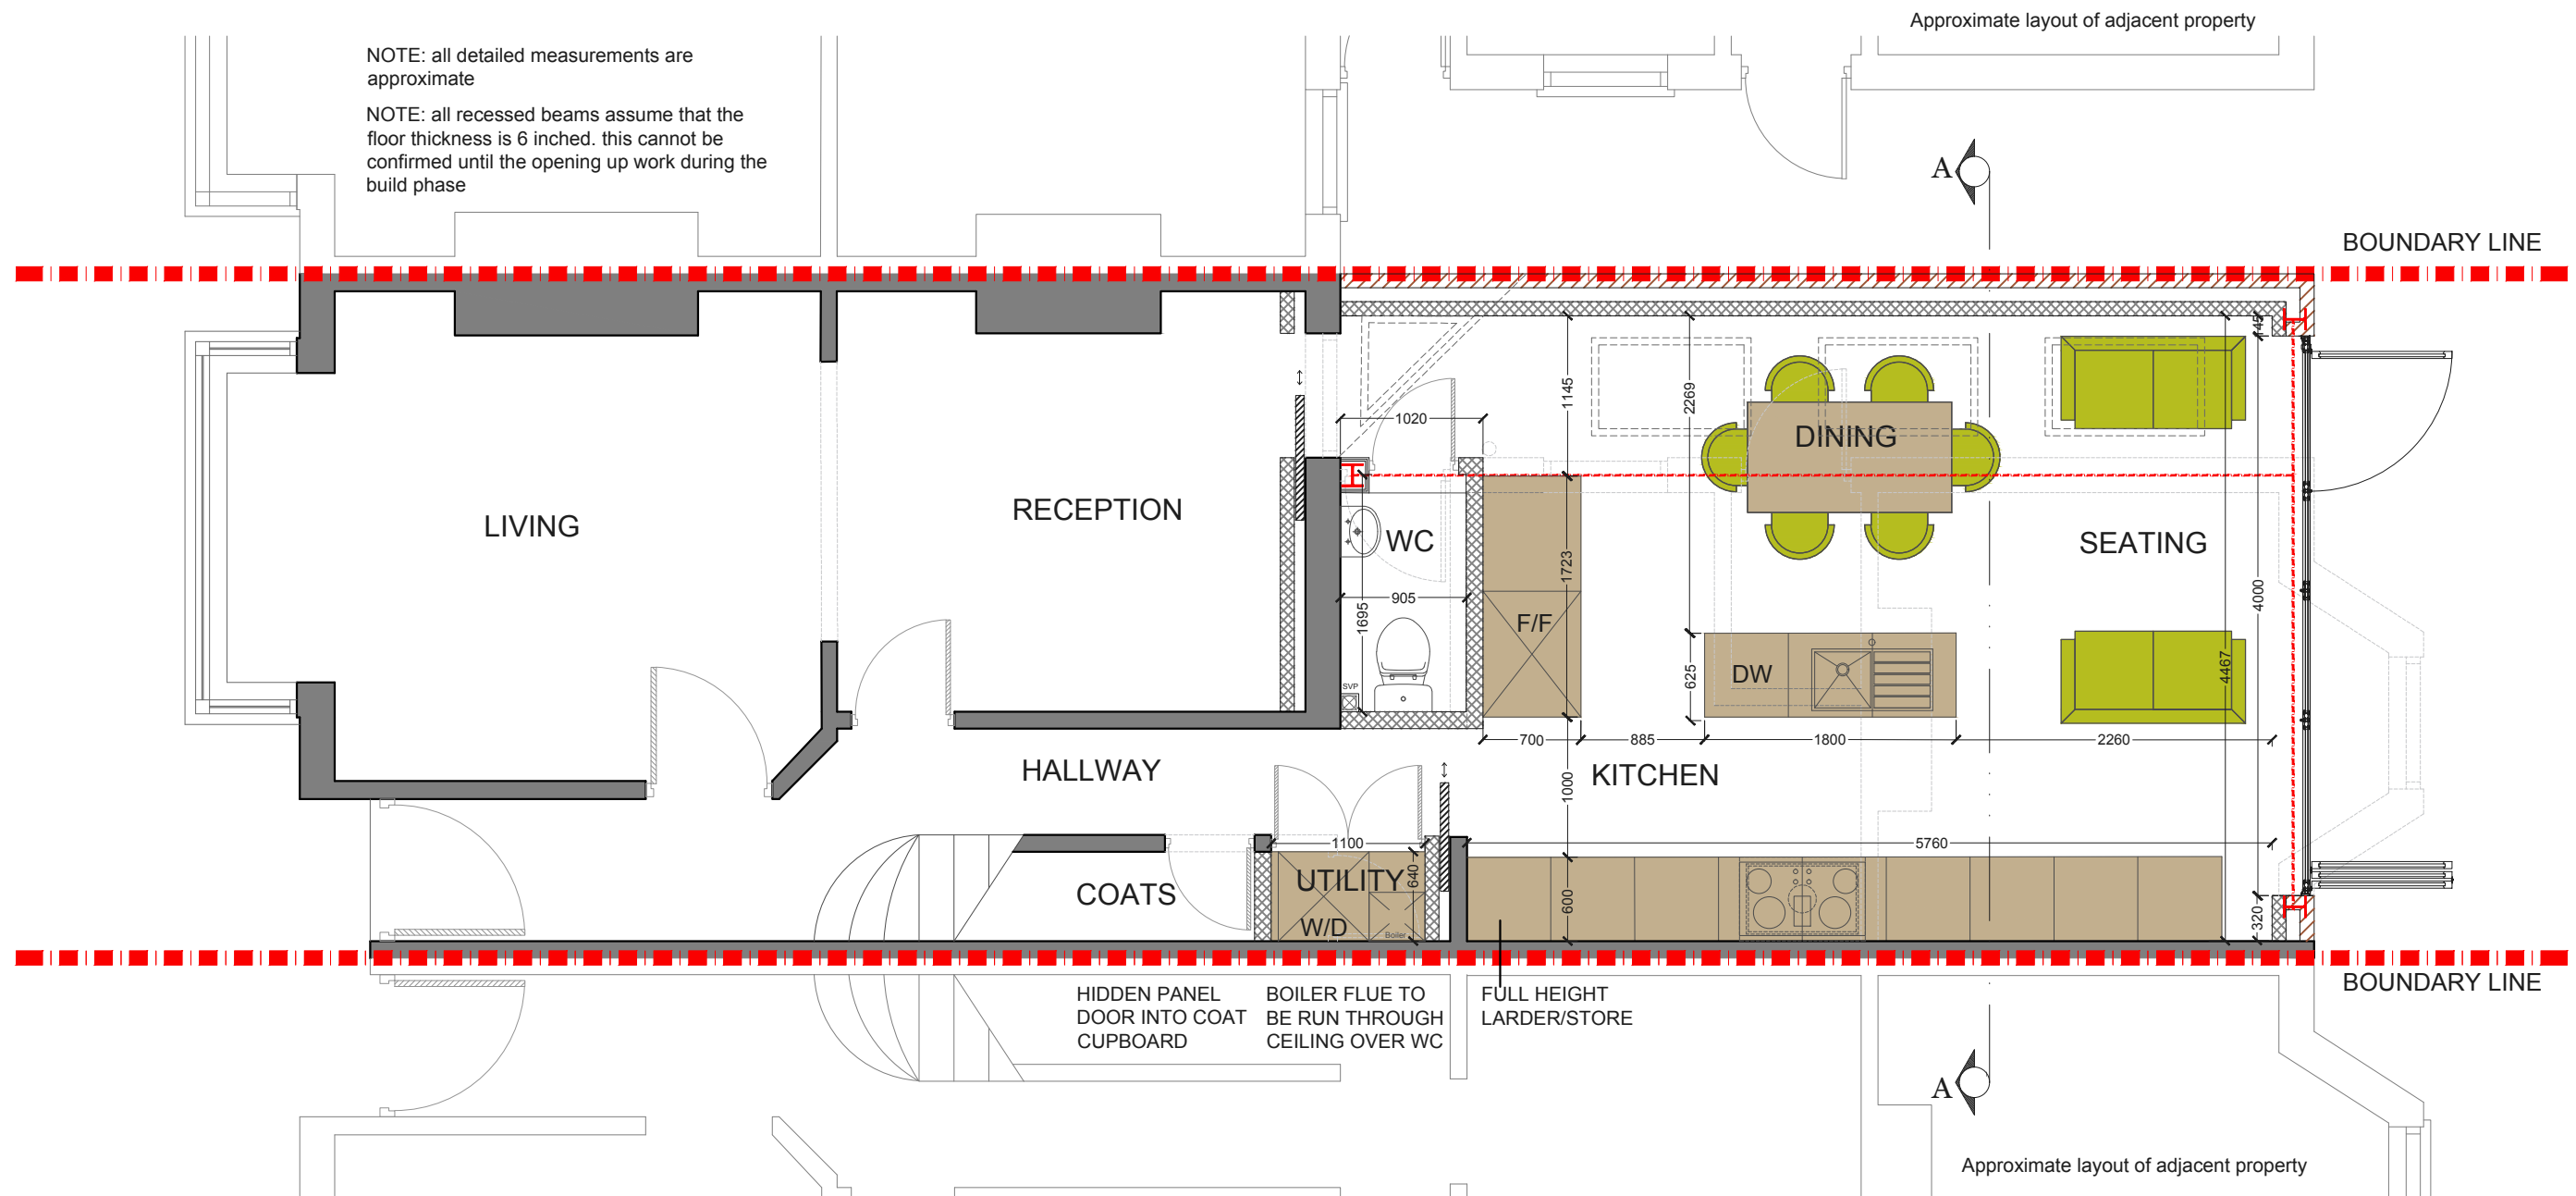 Approximate layout of adjacent property
NOTE: all detailed measurements are
approximate
NOTE: all recessed beams assume that the
floor thickness is 6 inched. this cannot be
confirmed until the opening up work during the
build phase
A
BOUNDARY LINE
145
1145
2269
1020
DINING
LIVING
RECEPTION
WC
SEATING
1723
905
1695
4000
F/F
SVP
DW
625
4467
700
885
1800
2260
HALLWAY
KITCHEN
1000
1100
5760
COATS
UTILITY
640
600
W/D
Boiler
320
BOUNDARY LINE
HIDDEN PANEL
DOOR INTO COAT
CUPBOARD
BOILER FLUE TO
BE RUN THROUGH
CEILING OVER WC
FULL HEIGHT
LARDER/STORE
A
Approximate layout of adjacent property